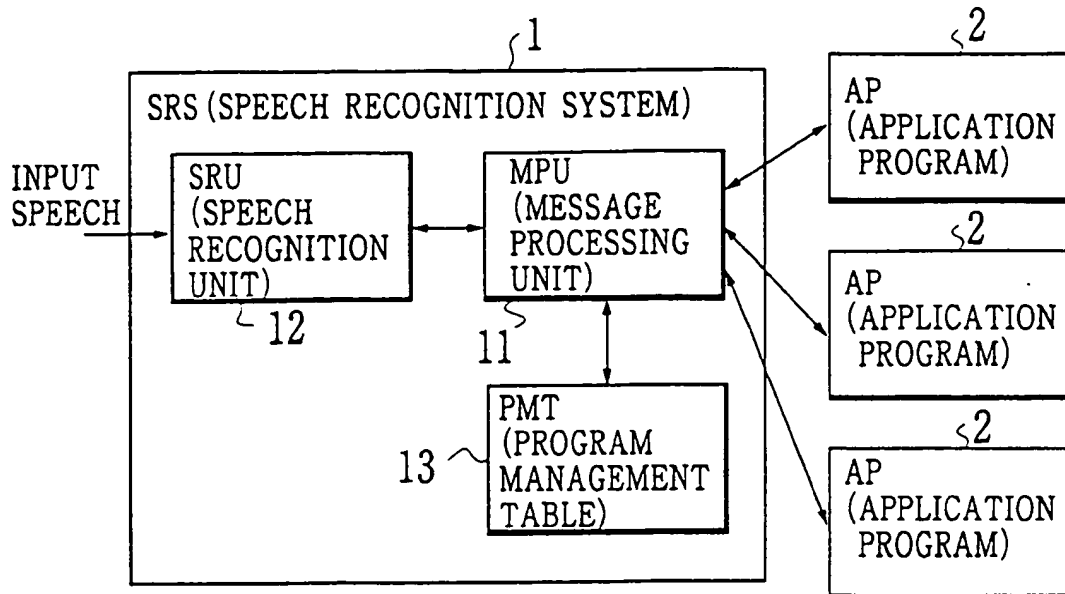 1
SRS (SPEECH RECOGNITION SYSTEM)
INPUT
SPEECH
SRU
(SPEECH
RECOGNITION
UNIT)
12
MPU
(MESSAGE
PROCESSING
UNIT)
11
PMT
(PROGRAM
MANAGEMENT
TABLE)
13
2
AP
(APPLICATION
PROGRAM)
2
AP
(APPLICATION
PROGRAM)
2
AP
(APPLICATION
PROGRAM)